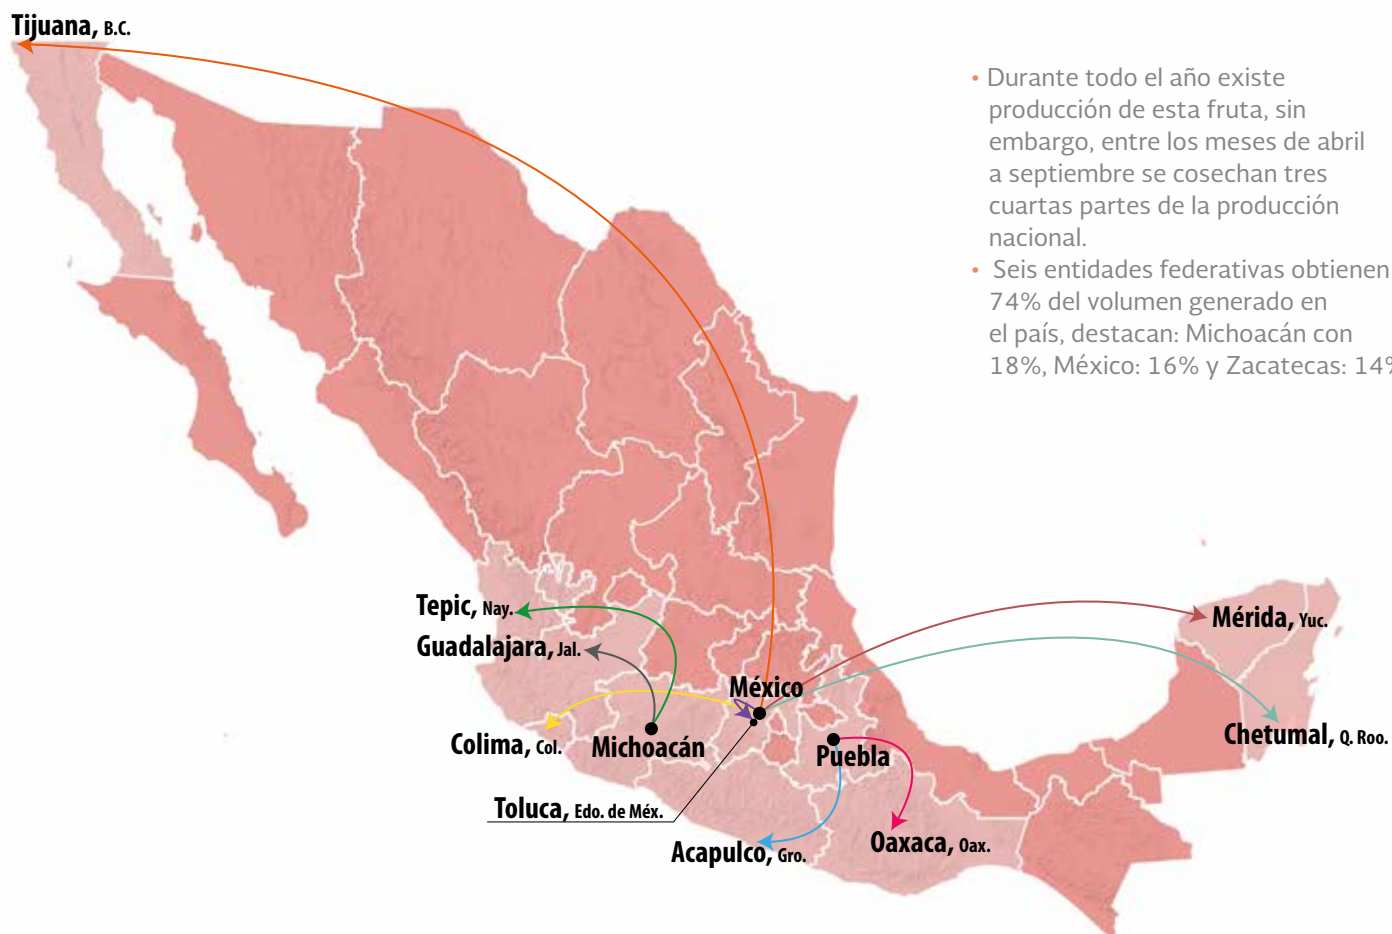 Tijuana, B.C.
• Durante todo el año existe
producción de esta fruta, sin
embargo, entre los meses de abril
a septiembre se cosechan tres
cuartas partes de la producción
nacional.
• Seis entidades federativas obtienen
74% del volumen generado en
el país, destacan: Michoacán con
18%, México: 16% y Zacatecas: 14%
Tepic, Nay.
Guadalajara, Jal.
Colima, Col.
Michoacán
México
Puebla
Toluca, Edo. de Méx.
Acapulco, Gro.
Oaxaca, Oax.
Mérida, Yuc.
Chetumal, Q. Roo.